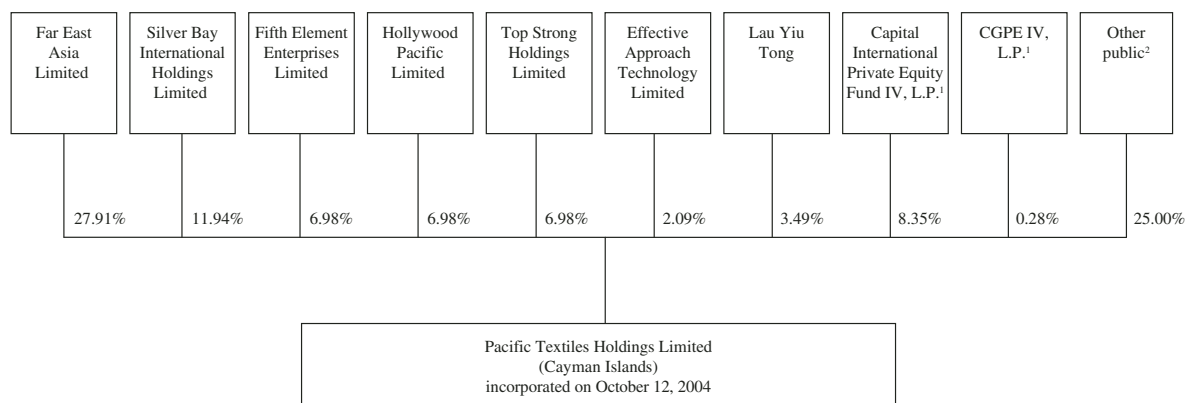 Far East
Asia
Limited
Silver Bay
International
Holdings
Limited
Fifth Element
Enterprises
Limited
Hollywood
Pacific
Limited
Top Strong
Holdings
Limited
Effective
Approach
Technology
Limited
Lau Yiu
Tong
Capital
International
Private Equity
Fund IV, L.P.¹
CGPE IV,
L.P.¹
Other
public²
27.91%
11.94%
6.98%
6.98%
6.98%
2.09%
3.49%
8.35%
0.28%
25.00%
Pacific Textiles Holdings Limited
(Cayman Islands)
incorporated on October 12, 2004